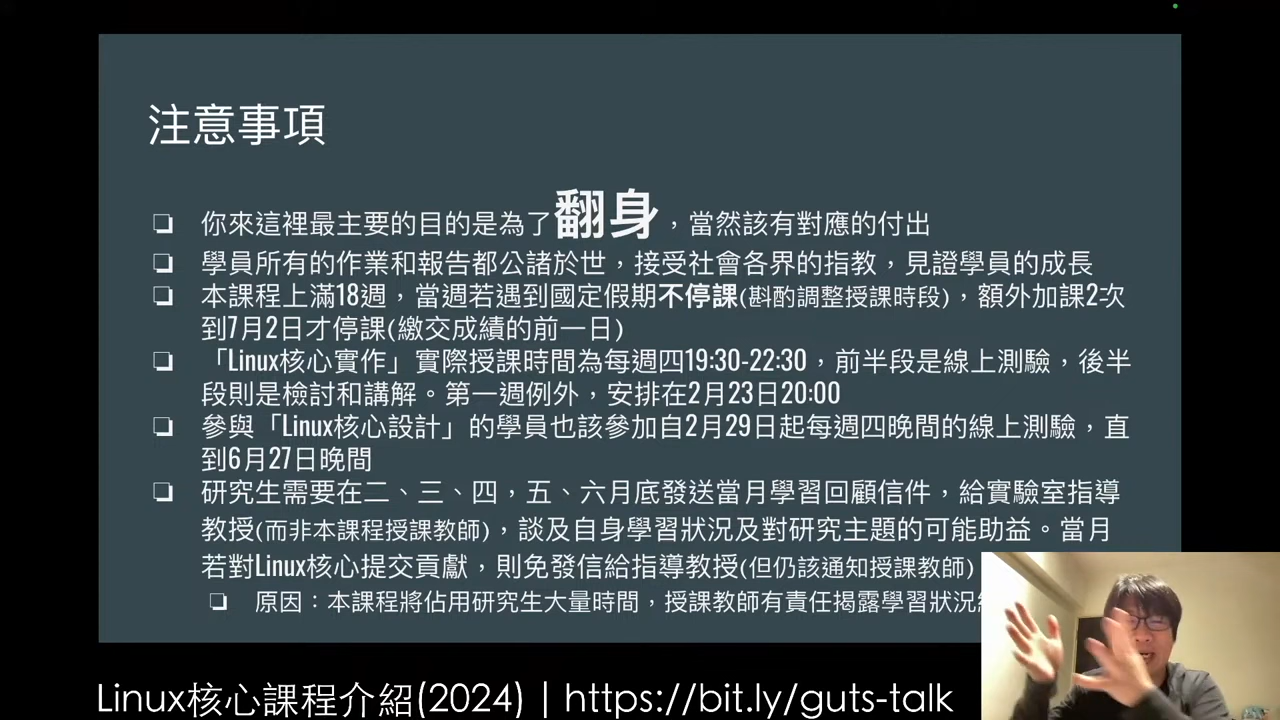 注意事項
❏ 你來這裡最主要的目的是為了翻身，當然該有對應的付出
❏ 學員所有的作業和報告都公諸於世，接受社會各界的指教，見證學員的成長
❏ 本課程上滿18週，當週若遇到國定假期不停課(斟酌調整授課時段)，額外加課2次
到7月2日才停課(繳交成績的前一日)
❏ 「Linux核心實作」實際授課時間為每週四19:30-22:30，前半段是線上測驗，後半
段則是檢討和講解。第一週例外，安排在2月23日20:00
❏ 參與「Linux核心設計」的學員也該參加自2月29日起每週四晚間的線上測驗，直
到6月27日晚間
❏ 研究生需要在二、三、四，五、六月底發送當月學習回顧信件，給實驗室指導
教授(而非本課程授課教師)，談及自身學習狀況及對研究主題的可能助益。當月
若對Linux核心提交貢獻，則免發信給指導教授(但仍該通知授課教師)
❏ 原因：本課程將佔用研究生大量時間，授課教師有責任揭露學習狀況
Linux核心課程介紹(2024) | https://bit.ly/guts-talk